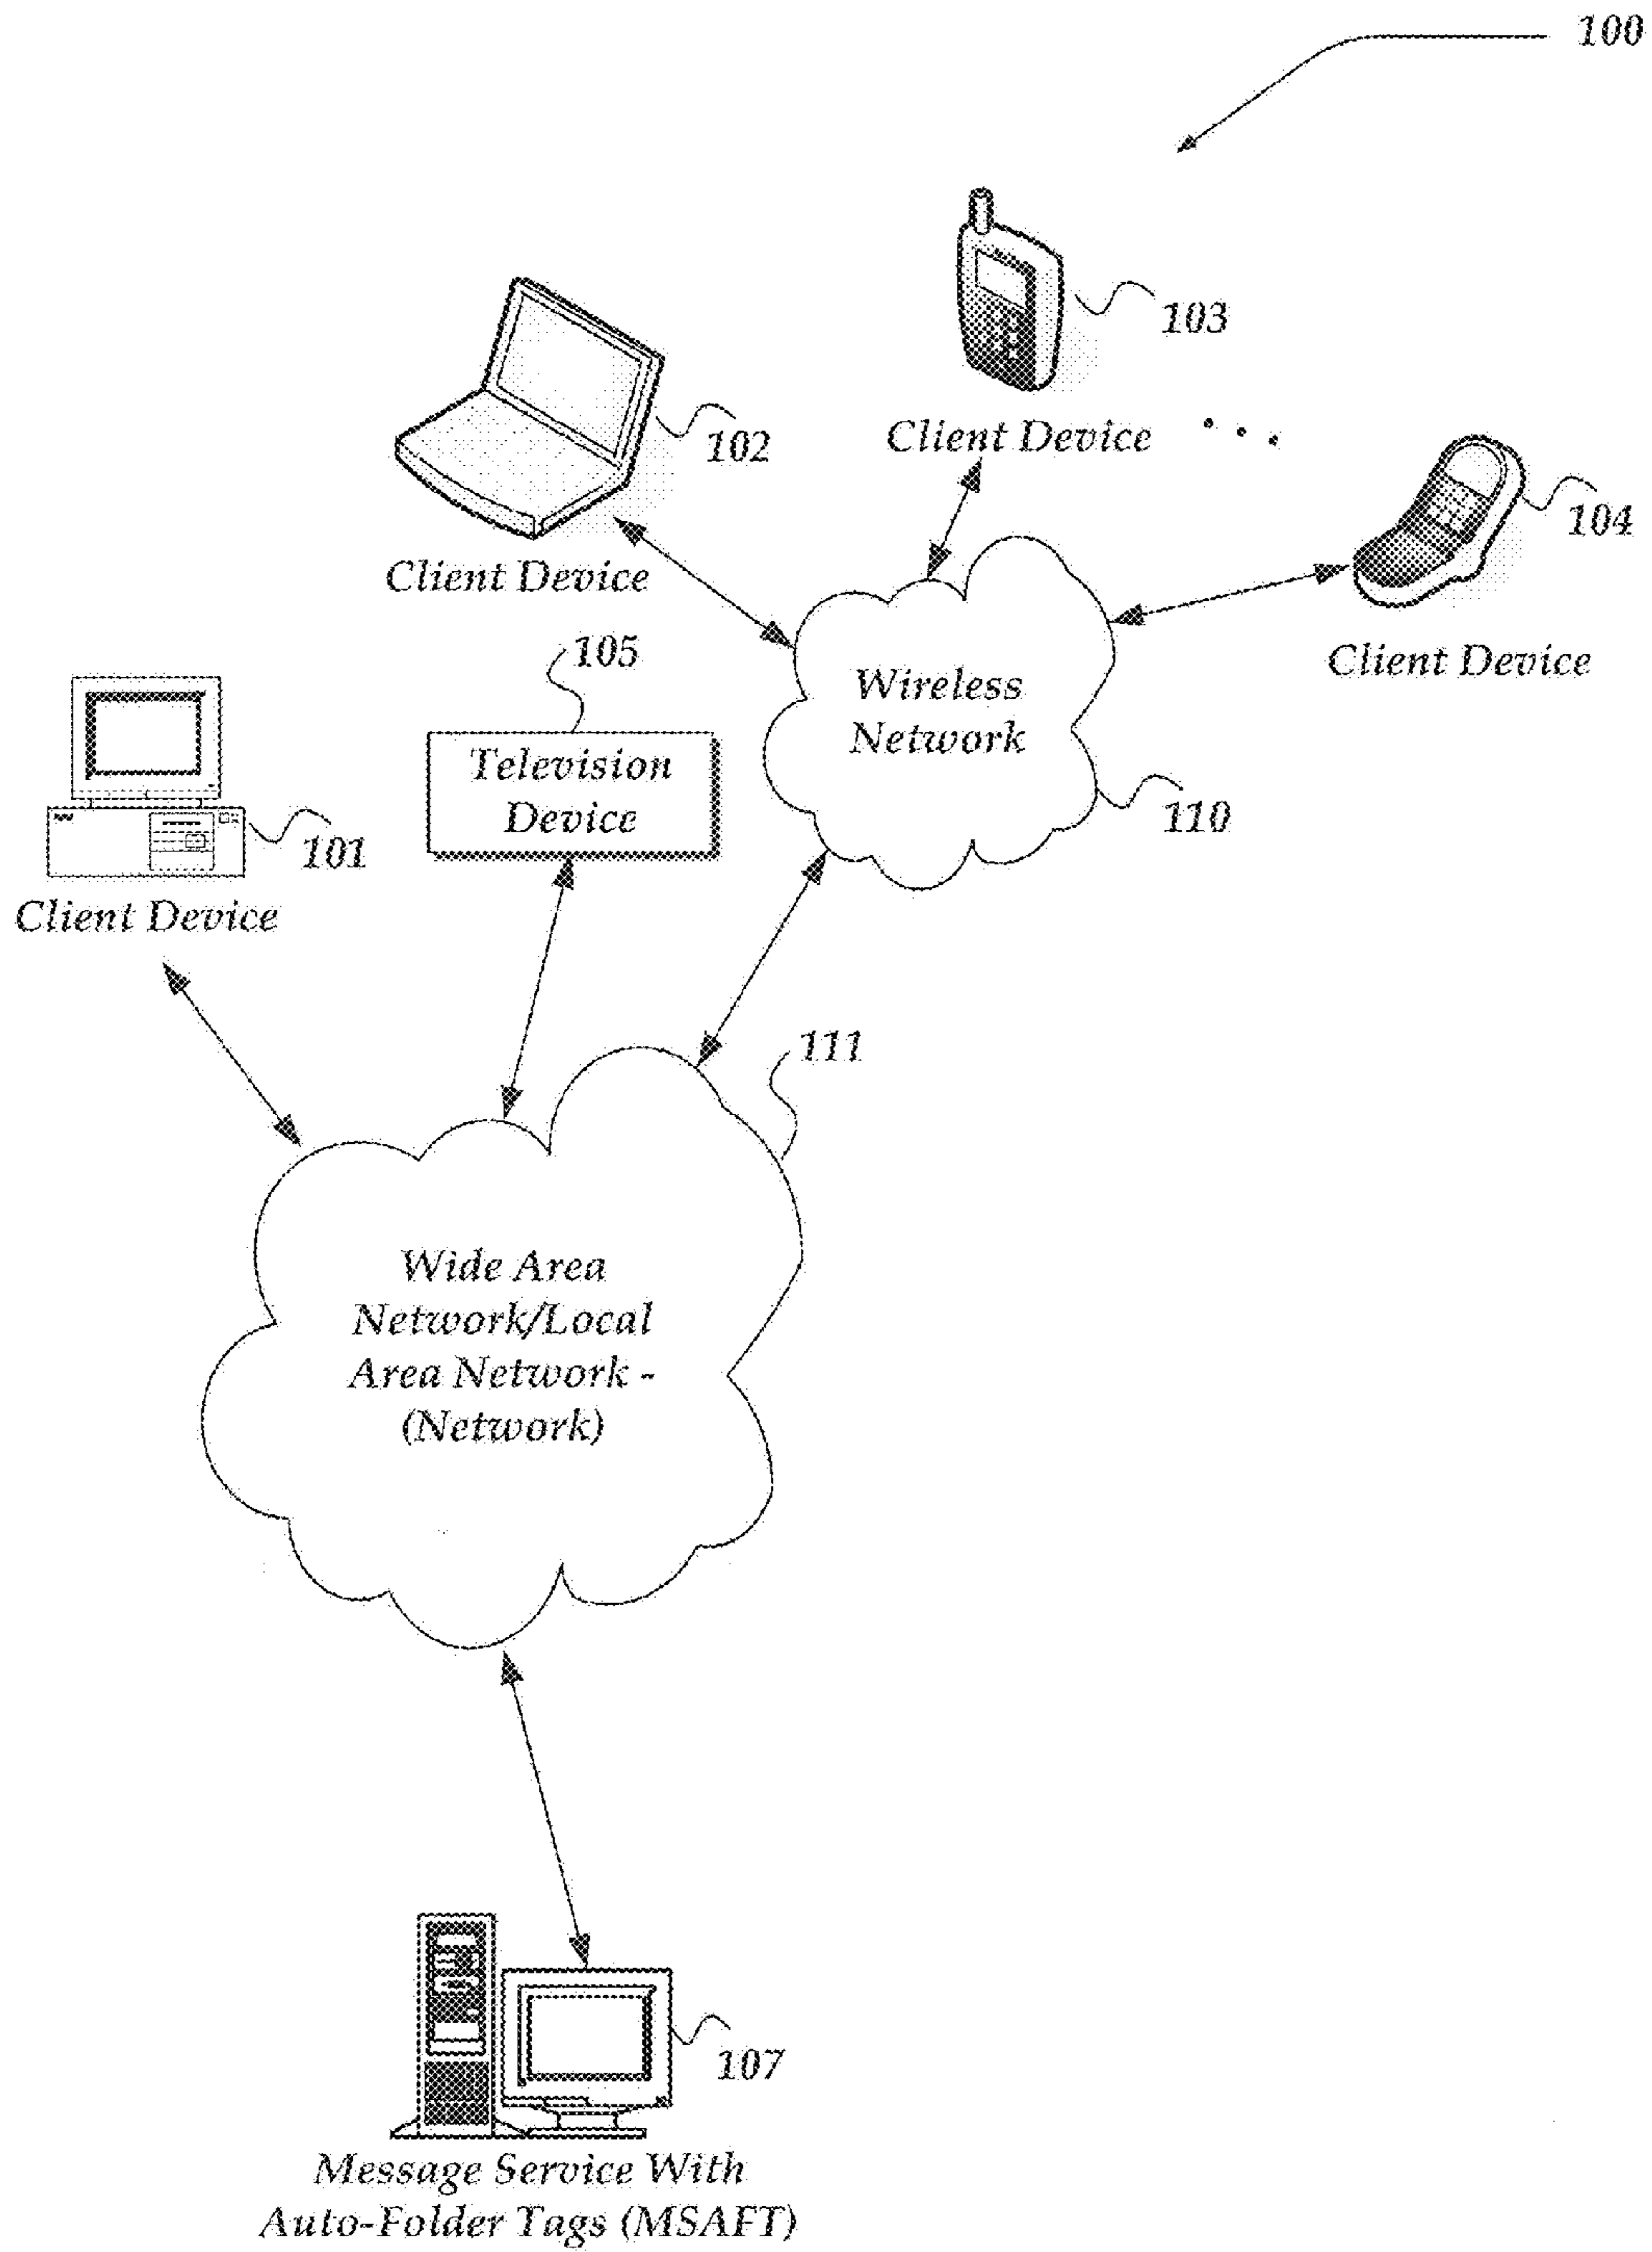 100
103
102
Client Device
104
Client Device
105
Client Device
Wireless
Network
Television
Device
110
101
Client Device
111
Wide Area
Network/Local
Area Network -
(Network)
107
Message Service With
Auto-Folder Tags (MSAFT)